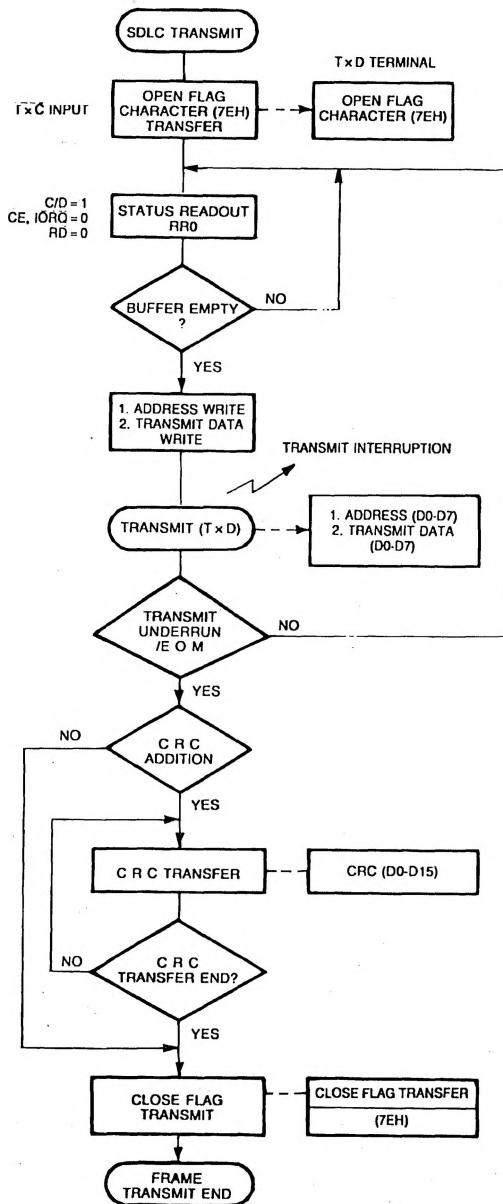 SDLC TRANSMIT
T×D TERMINAL
T×C INPUT
OPEN FLAG
CHARACTER (7EH)
TRANSFER
OPEN FLAG
CHARACTER (7EH)
C/D = 1
CE, IORQ = 0
RD = 0
STATUS READOUT
RR0
BUFFER EMPTY
?
NO
YES
1. ADDRESS WRITE
2. TRANSMIT DATA
WRITE
TRANSMIT INTERRUPTION
TRANSMIT (T×D)
1. ADDRESS (D0-D7)
2. TRANSMIT DATA
(D0-D7)
TRANSMIT
UNDERRUN
/E O M
NO
YES
NO
C R C
ADDITION
YES
C R C TRANSFER
CRC (D0-D15)
NO
C R C
TRANSFER END?
YES
CLOSE FLAG
TRANSMIT
CLOSE FLAG TRANSFER
(7EH)
FRAME
TRANSMIT END